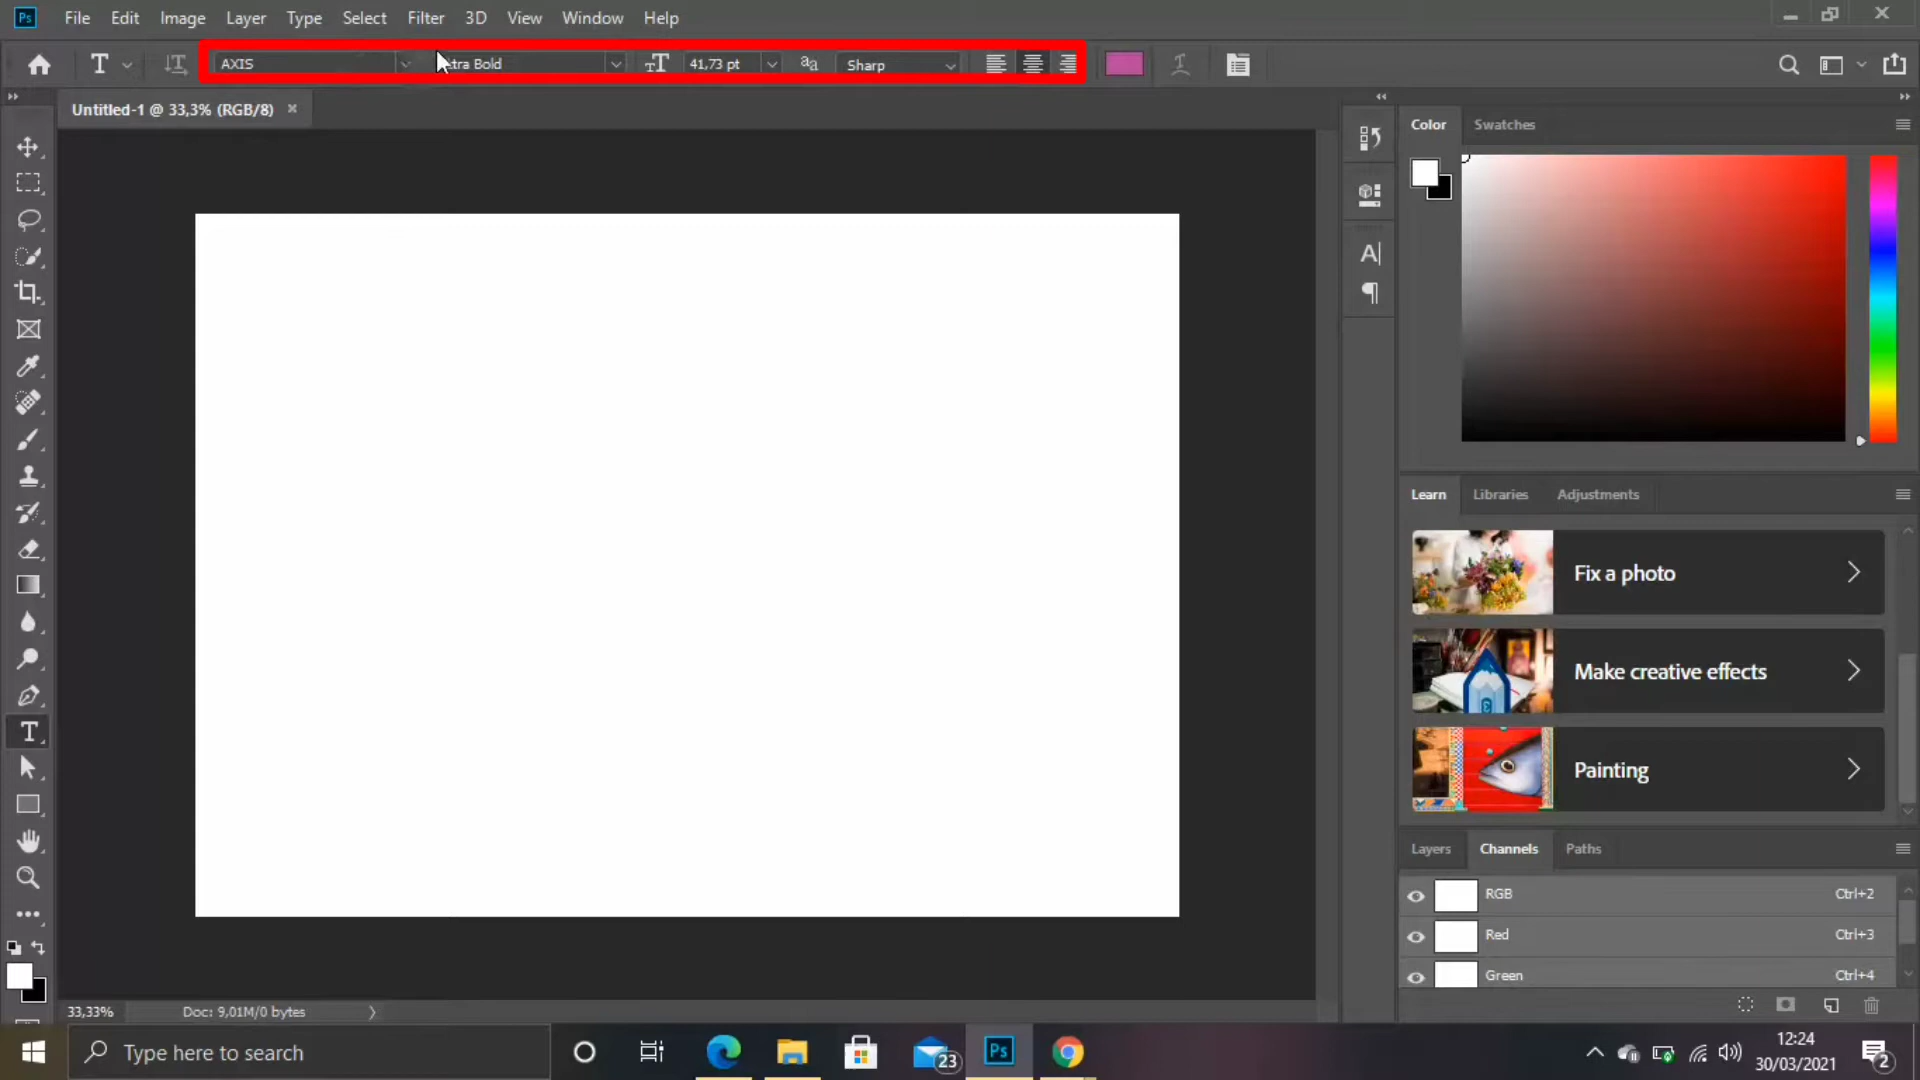 Ps File Edit Image Layer Type Select Filter 3D View Window Help
T AXIS tra Bold 41,73 pt Sharp
Untitled-1 @ 33,3% (RGB/8)
Color Swatches
Learn Libraries Adjustments
Fix a photo
Make creative effects
Painting
Layers Channels Paths
RGB Ctrl+2
Red Ctrl+3
Green Ctrl+4
33,33% Doc: 9,01M/0 bytes
Type here to search
23
Ps
12:24
30/03/2021
2